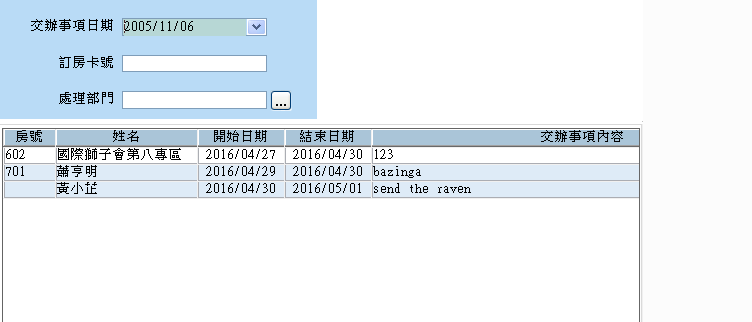 交辦事項日期 2005/11/06
訂房卡號
處理部門 ...
房號 姓名 開始日期 結束日期 交辦事項內容
602 國際獅子會第八專區 2016/04/27 2016/04/30 123
701 蕭亨明 2016/04/29 2016/04/30 bazinga
黃小芷 2016/04/30 2016/05/01 send the raven